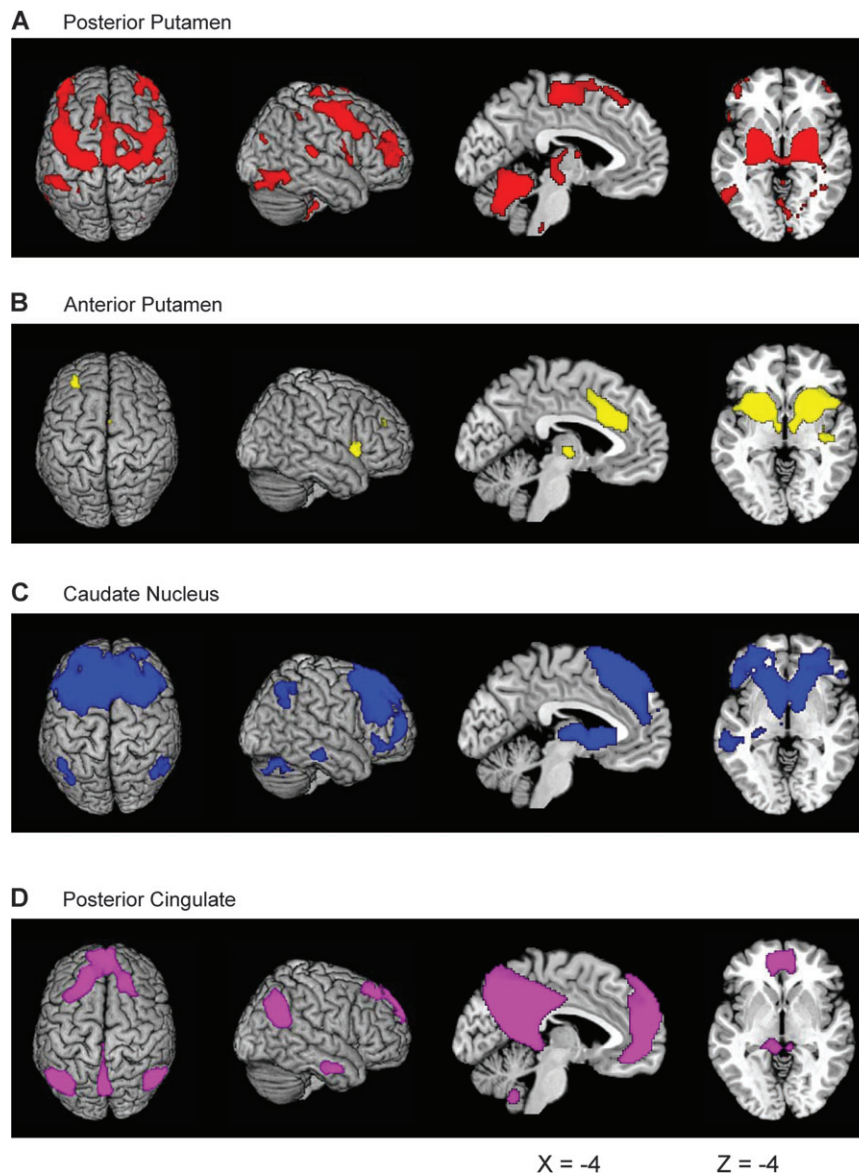 A Posterior Putamen
B Anterior Putamen
C Caudate Nucleus
D Posterior Cingulate
X = -4 Z = -4